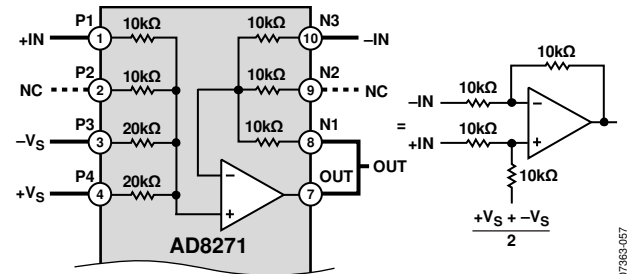 P1
+IN
1
10kΩ
P2
NC
2
10kΩ
P3
−VS
3
20kΩ
P4
+VS
4
20kΩ
10kΩ
N3
10
−IN
10kΩ
N2
9
NC
10kΩ
N1
8
OUT
OUT
7
−
+
AD8271
=
10kΩ
−IN
10kΩ
−
+IN
10kΩ
+
10kΩ
+VS + −VS
2
07363-057